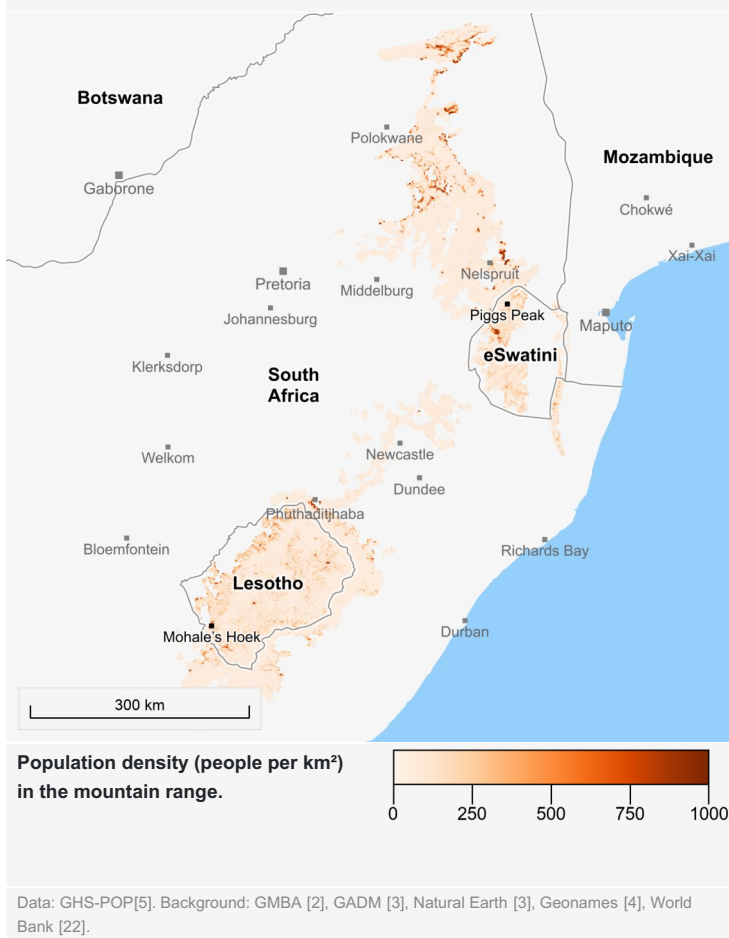 Botswana
Polokwane
Mozambique
Gaborone
Chokwé
Xai-Xai
Nelspruit
Pretoria
Middelburg
Piggs Peak
Johannesburg
Maputo
eSwatini
Klerksdorp
South
Africa
Newcastle
Welkom
Dundee
Phuthaditjhaba
Bloemfontein
Richards Bay
Lesotho
Durban
Mohale's Hoek
300 km
Population density (people per km²)
in the mountain range.
0 250 500 750 1000
Data: GHS-POP[5]. Background: GMBA [2], GADM [3], Natural Earth [3], Geonames [4], World
Bank [22].